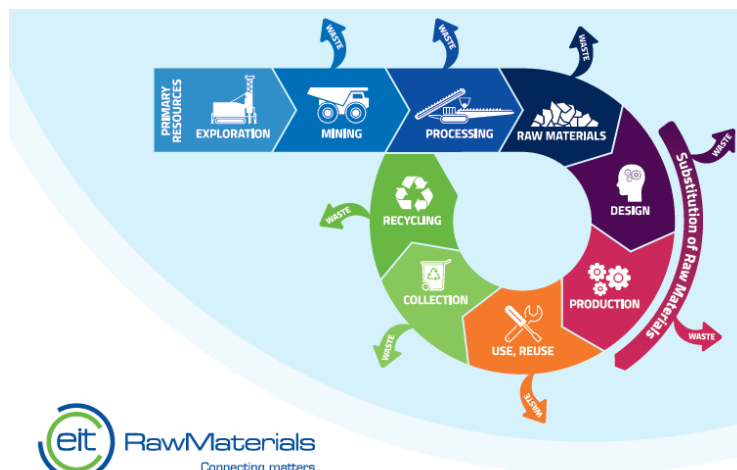 WASTE
WASTE
WASTE
PRIMARY
RESOURCES
EXPLORATION
MINING
PROCESSING
RAW MATERIALS
WASTE
Substitution of Raw Materials
DESIGN
RECYCLING
WASTE
COLLECTION
PRODUCTION
WASTE
WASTE
USE, REUSE
WASTE
eit RawMaterials
Connecting matters